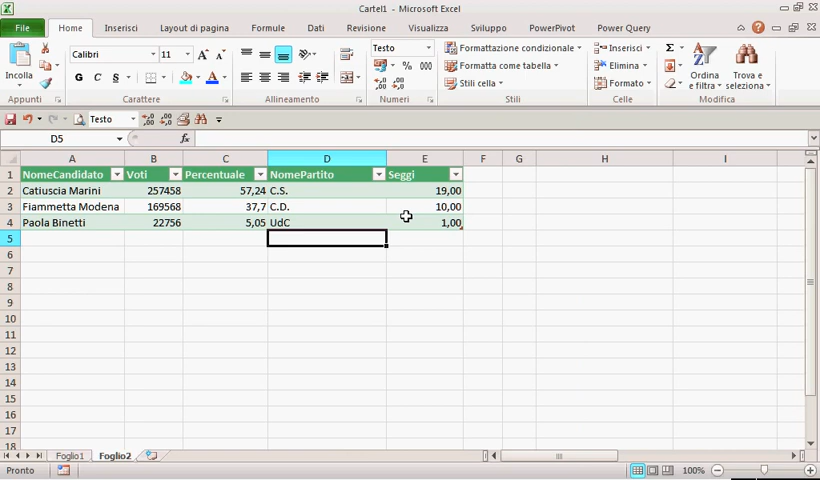 Cartel1 - Microsoft Excel
File Home Inserisci Layout di pagina Formule Dati Revisione Visualizza Sviluppo PowerPivot Power Query
Incolla
Calibri 11
G C S
Testo
% 000
Formattazione condizionale
Formatta come tabella
Stili cella
Inserisci
Elimina
Formato
Ordina e filtra
Trova e seleziona
Appunti Carattere Allineamento Numeri Stili Celle Modifica
Testo
D5 fx
A B C D E F G H I
1 NomeCandidato Voti Percentuale NomePartito Seggi
2 Catiuscia Marini 257458 57,24 C.S. 19,00
3 Fiammetta Modena 169568 37,7 C.D. 10,00
4 Paola Binetti 22756 5,05 UdC 1,00
5
6
7
8
9
10
11
12
13
14
15
16
17
18
Foglio1 Foglio2
Pronto 100%